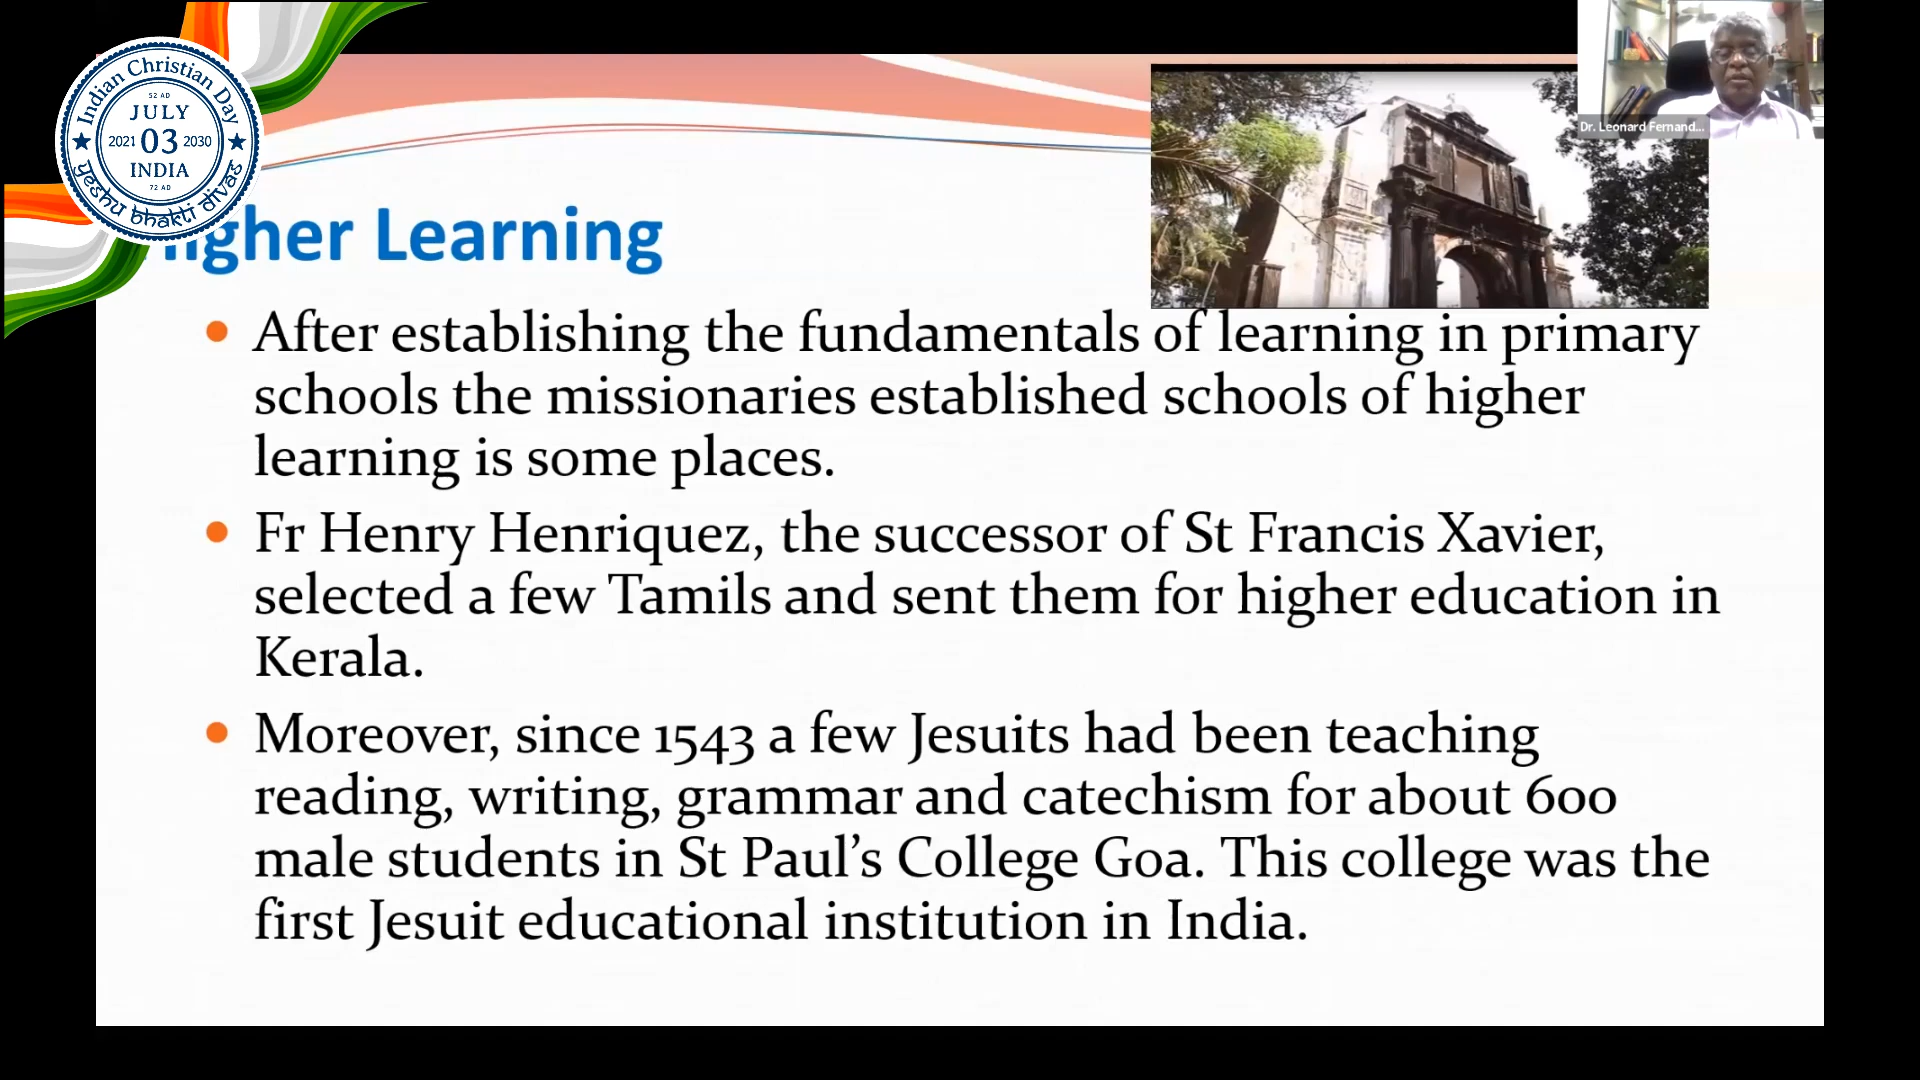 Indian Christian Day
52 AD
JULY
2021 03 2030
INDIA
72 AD
yeshu bhakti divas
Dr. Leonard Fernand...
Higher Learning
After establishing the fundamentals of learning in primary
schools the missionaries established schools of higher
learning is some places.
Fr Henry Henriquez, the successor of St Francis Xavier,
selected a few Tamils and sent them for higher education in
Kerala.
Moreover, since 1543 a few Jesuits had been teaching
reading, writing, grammar and catechism for about 600
male students in St Paul’s College Goa. This college was the
first Jesuit educational institution in India.